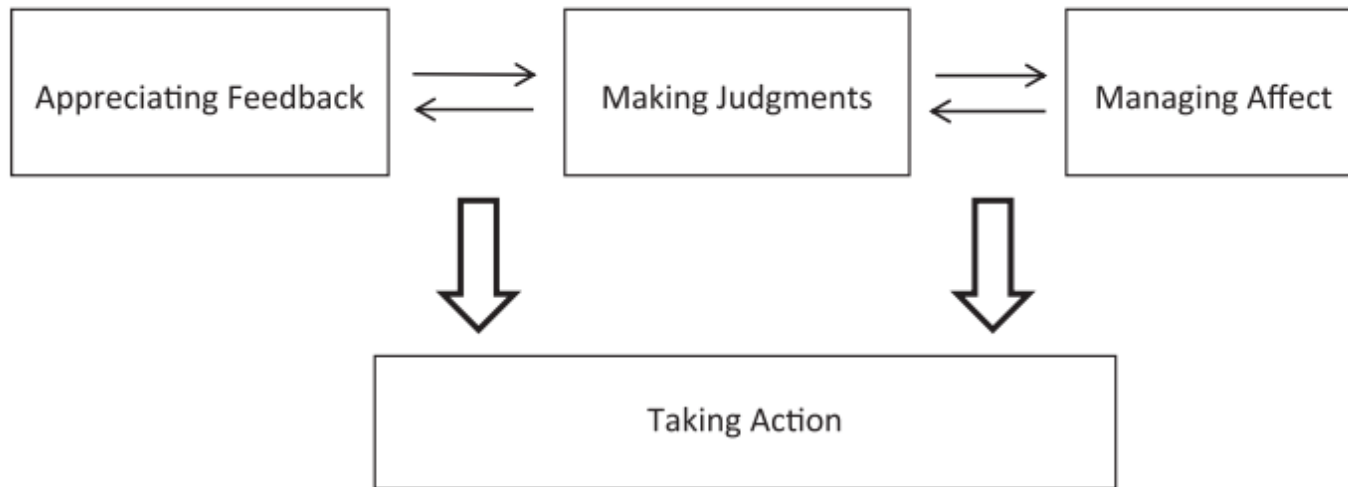 Appreciating Feedback
Making Judgments
Managing Affect
Taking Action